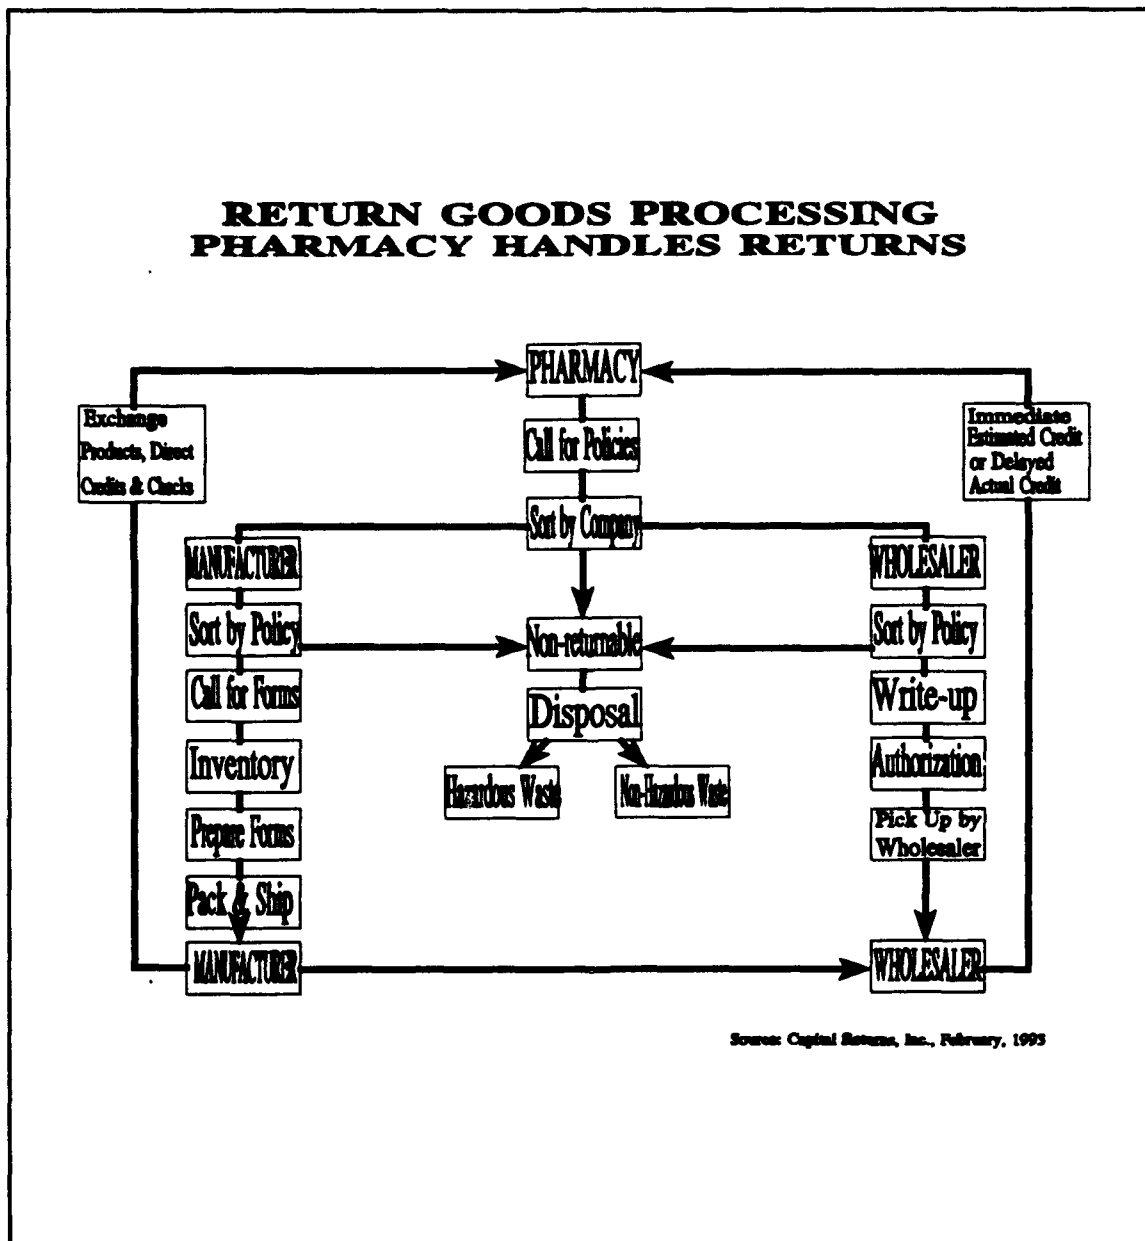 RETURN GOODS PROCESSING
PHARMACY HANDLES RETURNS
PHARMACY
Exchange
Products, Direct
Credits & Checks
Immediate
Estimated Credit
or Delayed
Actual Credit
Call for Policies
Sort by Company
MANUFACTURER
WHOLESALER
Sort by Policy
Non-returnable
Sort by Policy
Call for Forms
Disposal
Write-up
Inventory
Hazardous Waste
Non-Hazardous Waste
Authorization
Prepare Forms
Pick Up by
Wholesaler
Pack & Ship
MANUFACTURER
WHOLESALER
Source: Capital Returns, Inc., February, 1993